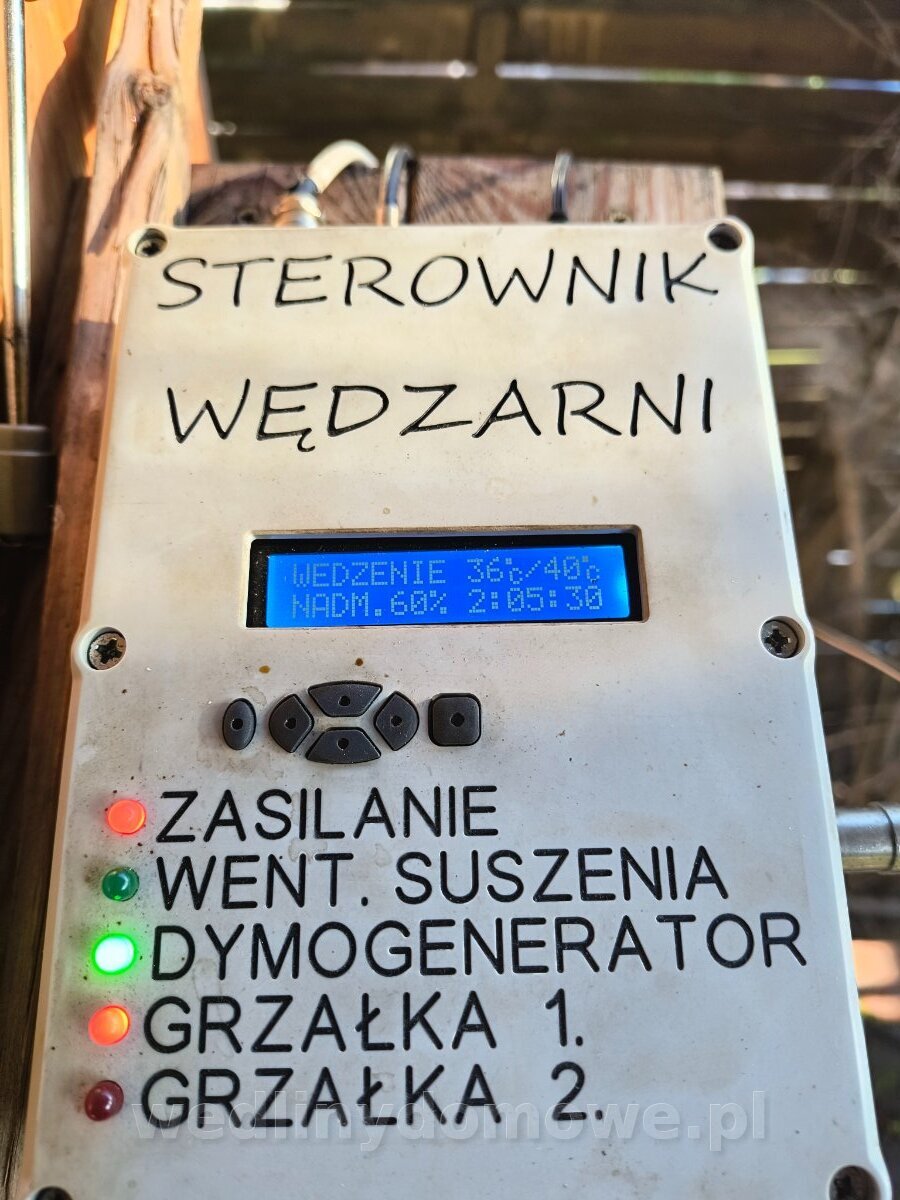 STEROWNIK
WĘDZARNI
WEDZENIE 36°c/40°c
NADM.60% 2:05:30
ZASILANIE
WENT. SUSZENIA
DYMOGENERATOR
GRZAŁKA 1.
GRZAŁKA 2.
wedlinydomowe.pl